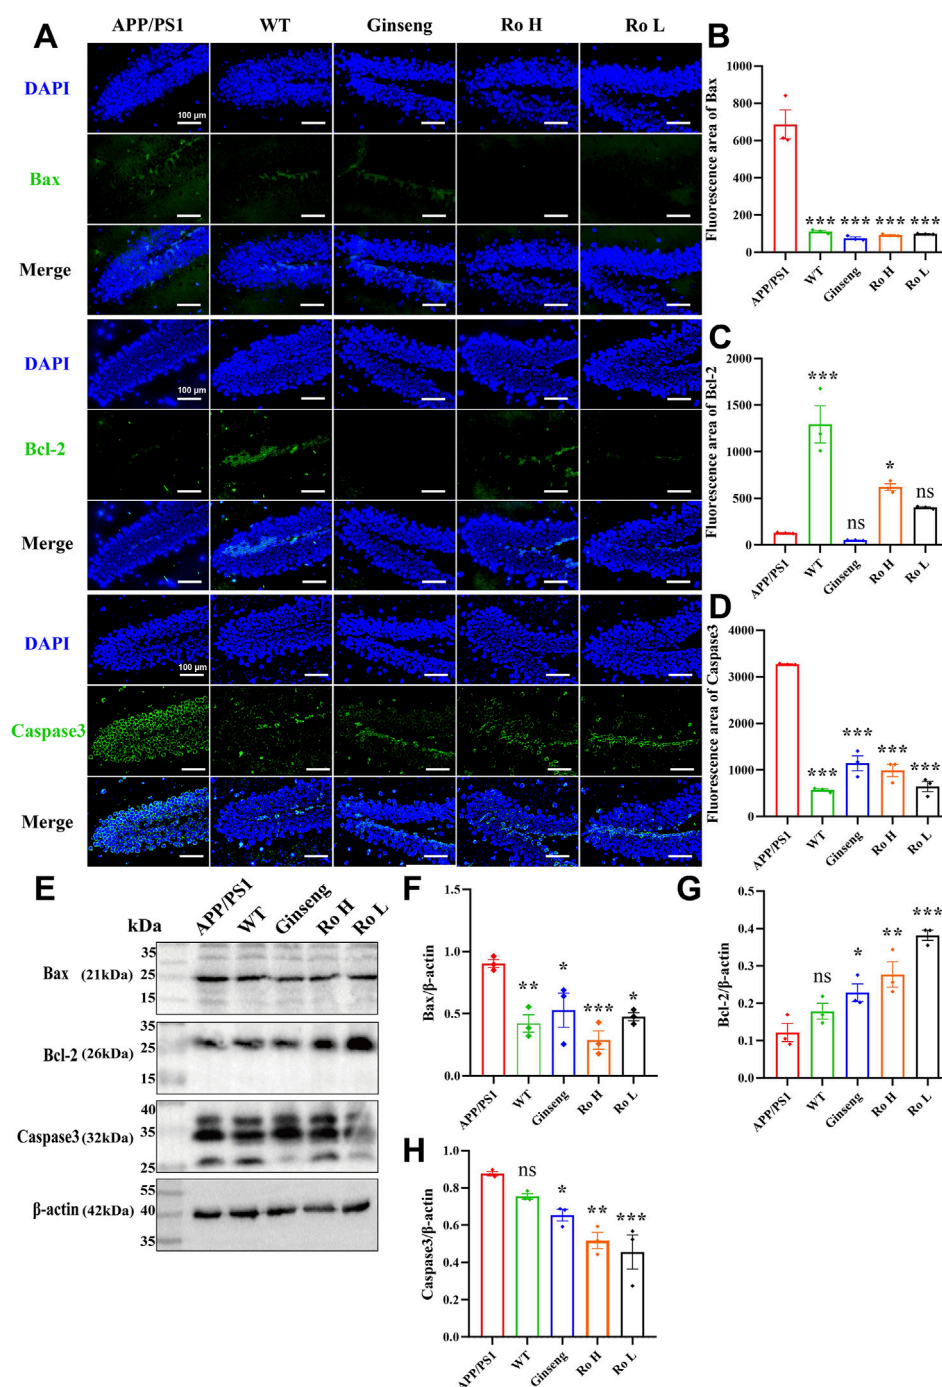 A
APP/PS1 WT Ginseng Ro H Ro L
DAPI
100 μm
Bax
Merge
DAPI
100 μm
Bcl-2
Merge
DAPI
100 μm
Caspase3
Merge
B
Fluorescence area of Bax
1000
800
600
400
200
0
*** *** *** ***
APP/PS1 WT Ginseng Ro H Ro L
C
Fluorescence area of Bcl-2
2000
1500
1000
500
0
*** ns * ns
APP/PS1 WT Ginseng Ro H Ro L
D
Fluorescence area of Caspase3
4000
3000
2000
1000
0
*** *** *** ***
APP/PS1 WT Ginseng Ro H Ro L
E
kDa APP/PS1 WT Ginseng Ro H Ro L
35
Bax (21kDa) 25
15
35
Bcl-2 (26kDa) 25
15
40
Caspase3 (32kDa) 35
25
55
β-actin (42kDa) 40
35
F
Bax/β-actin
1.5
1.0
0.5
0.0
** * *** *
APP/PS1 WT Ginseng Ro H Ro L
G
Bcl-2/β-actin
0.5
0.4
0.3
0.2
0.1
0.0
ns * ** ***
APP/PS1 WT Ginseng Ro H Ro L
H
Caspase3/β-actin
1.0
0.8
0.6
0.4
0.2
0.0
ns * ** ***
APP/PS1 WT Ginseng Ro H Ro L